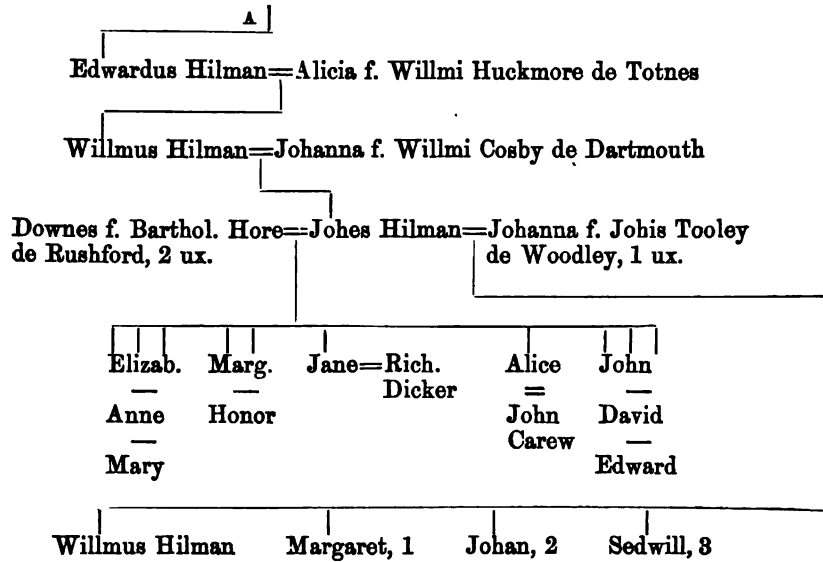 A
Edwardus Hilman=Alicia f. Willmi Huckmore de Totnes
Willmus Hilman=Johanna f. Willmi Cosby de Dartmouth
Downes f. Barthol. Hore=Johes Hilman=Johanna f. Johis Tooley
de Rushford, 2 ux. de Woodley, 1 ux.
Elizab. Marg. Jane=Rich. Alice John
Dicker
— — = —
Anne Honor John David
— Carew —
Mary Edward
Willmus Hilman Margaret, 1 Johan, 2 Sedwill, 3